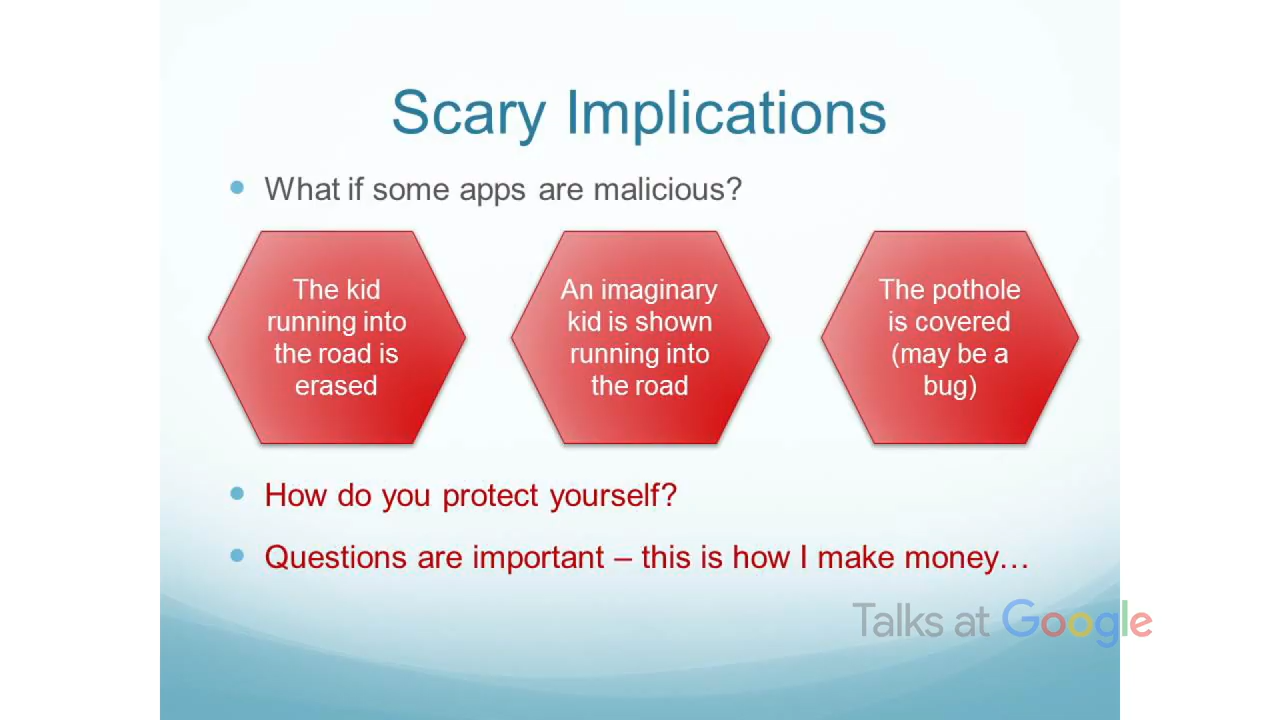 Scary Implications
What if some apps are malicious?
The kid
running into
the road is
erased
An imaginary
kid is shown
running into
the road
The pothole
is covered
(may be a
bug)
How do you protect yourself?
Questions are important – this is how I make money…
Talks at Google